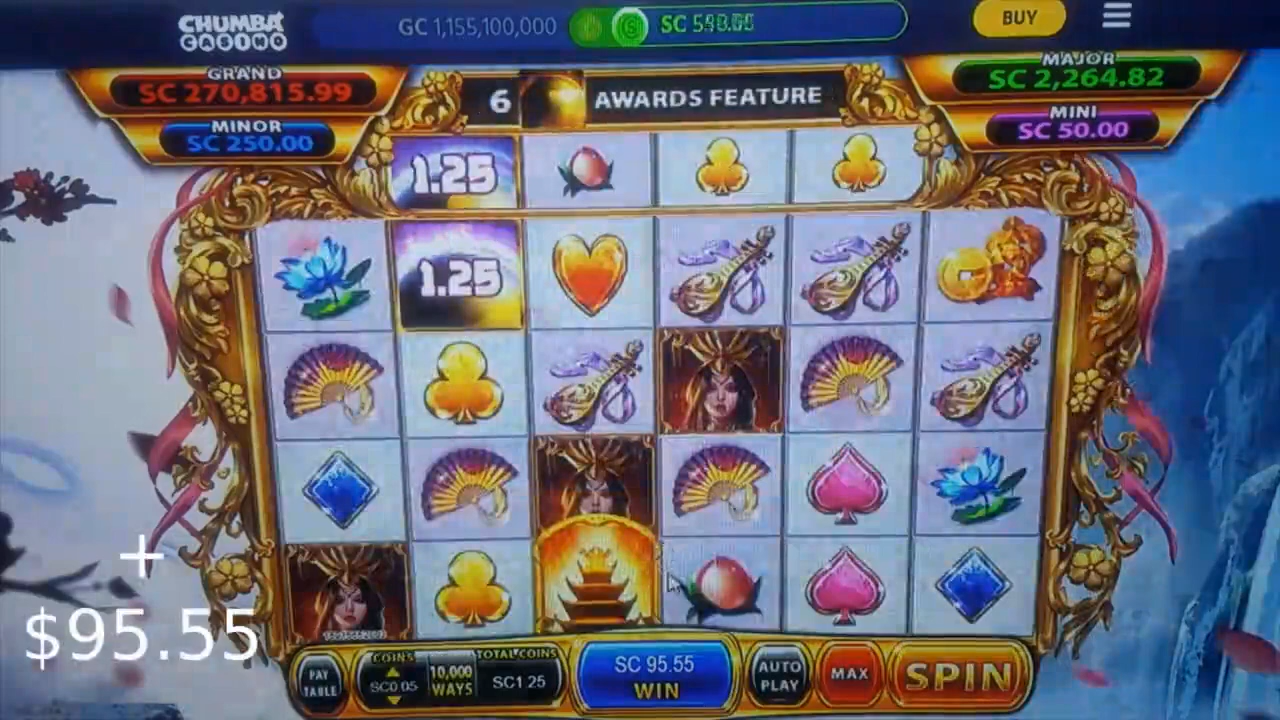 CHUMBA
CASINO
GC 1,155,100,000
BUY
GRAND
SC 270,815.99
MINOR
SC 250.00
6
AWARDS FEATURE
MAJOR
SC 2,264.82
MINI
SC 50.00
1.25
1.25
+
$95.55
PAY
TABLE
COINS
SC0.05
10,000
WAYS
TOTAL COINS
SC1.25
SC 95.55
WIN
AUTO
PLAY
MAX
SPIN